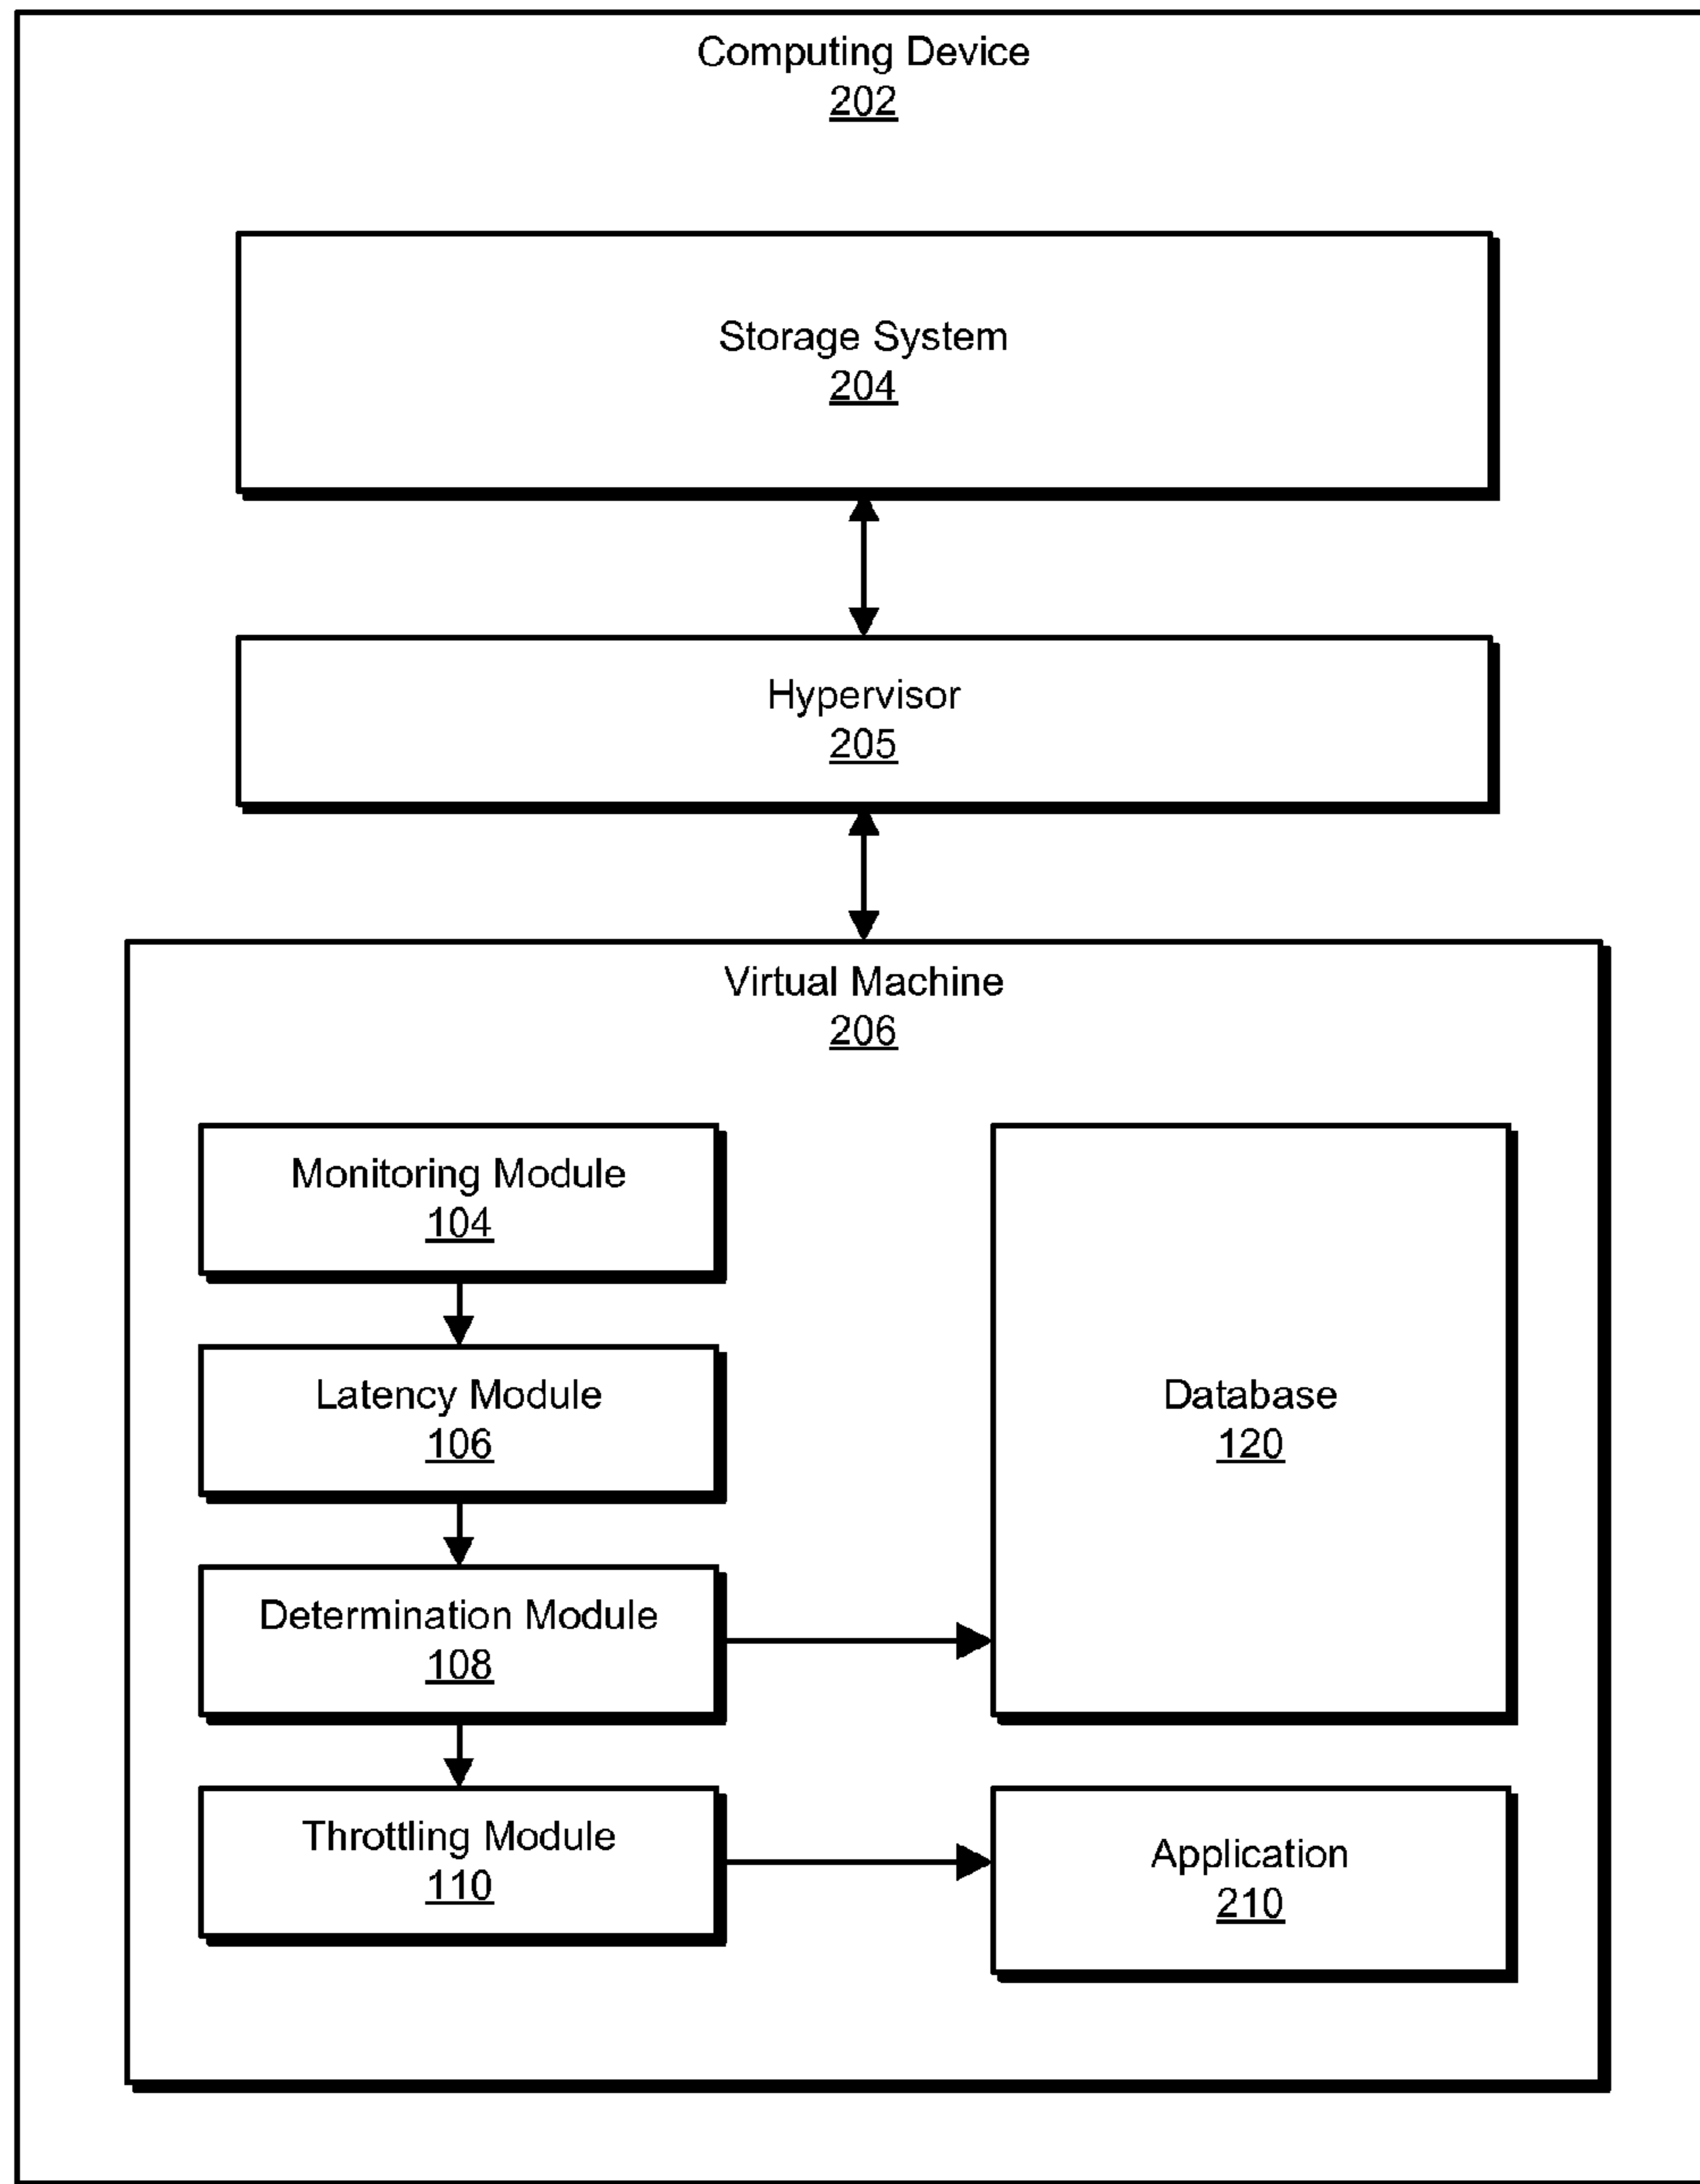 Computing Device
202
Storage System
204
Hypervisor
205
Virtual Machine
206
Monitoring Module
104
Latency Module
106
Determination Module
108
Throttling Module
110
Database
120
Application
210